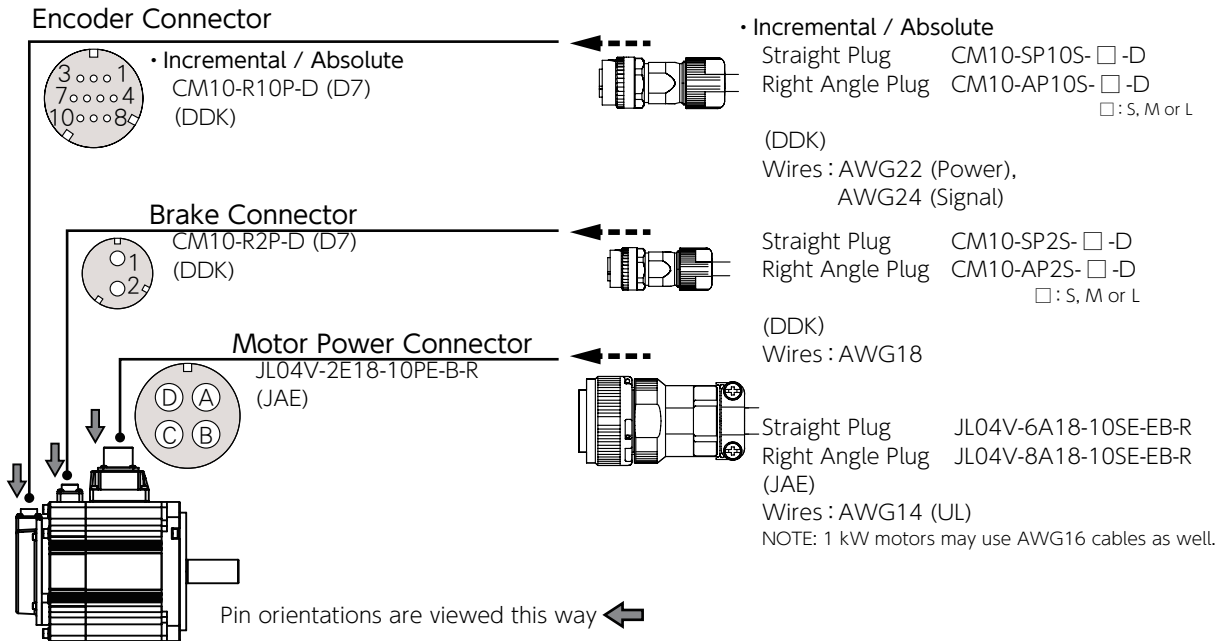 Encoder Connector
・Incremental / Absolute
CM10-R10P-D (D7)
(DDK)
3 1
7 4
10 8
・Incremental / Absolute
Straight Plug CM10-SP10S- □ -D
Right Angle Plug CM10-AP10S- □ -D
□ : S, M or L
(DDK)
Wires : AWG22 (Power),
AWG24 (Signal)
Brake Connector
CM10-R2P-D (D7)
(DDK)
1
2
Straight Plug CM10-SP2S- □ -D
Right Angle Plug CM10-AP2S- □ -D
□ : S, M or L
(DDK)
Wires : AWG18
Motor Power Connector
JL04V-2E18-10PE-B-R
(JAE)
D A
C B
Straight Plug JL04V-6A18-10SE-EB-R
Right Angle Plug JL04V-8A18-10SE-EB-R
(JAE)
Wires : AWG14 (UL)
NOTE: 1 kW motors may use AWG16 cables as well.
Pin orientations are viewed this way